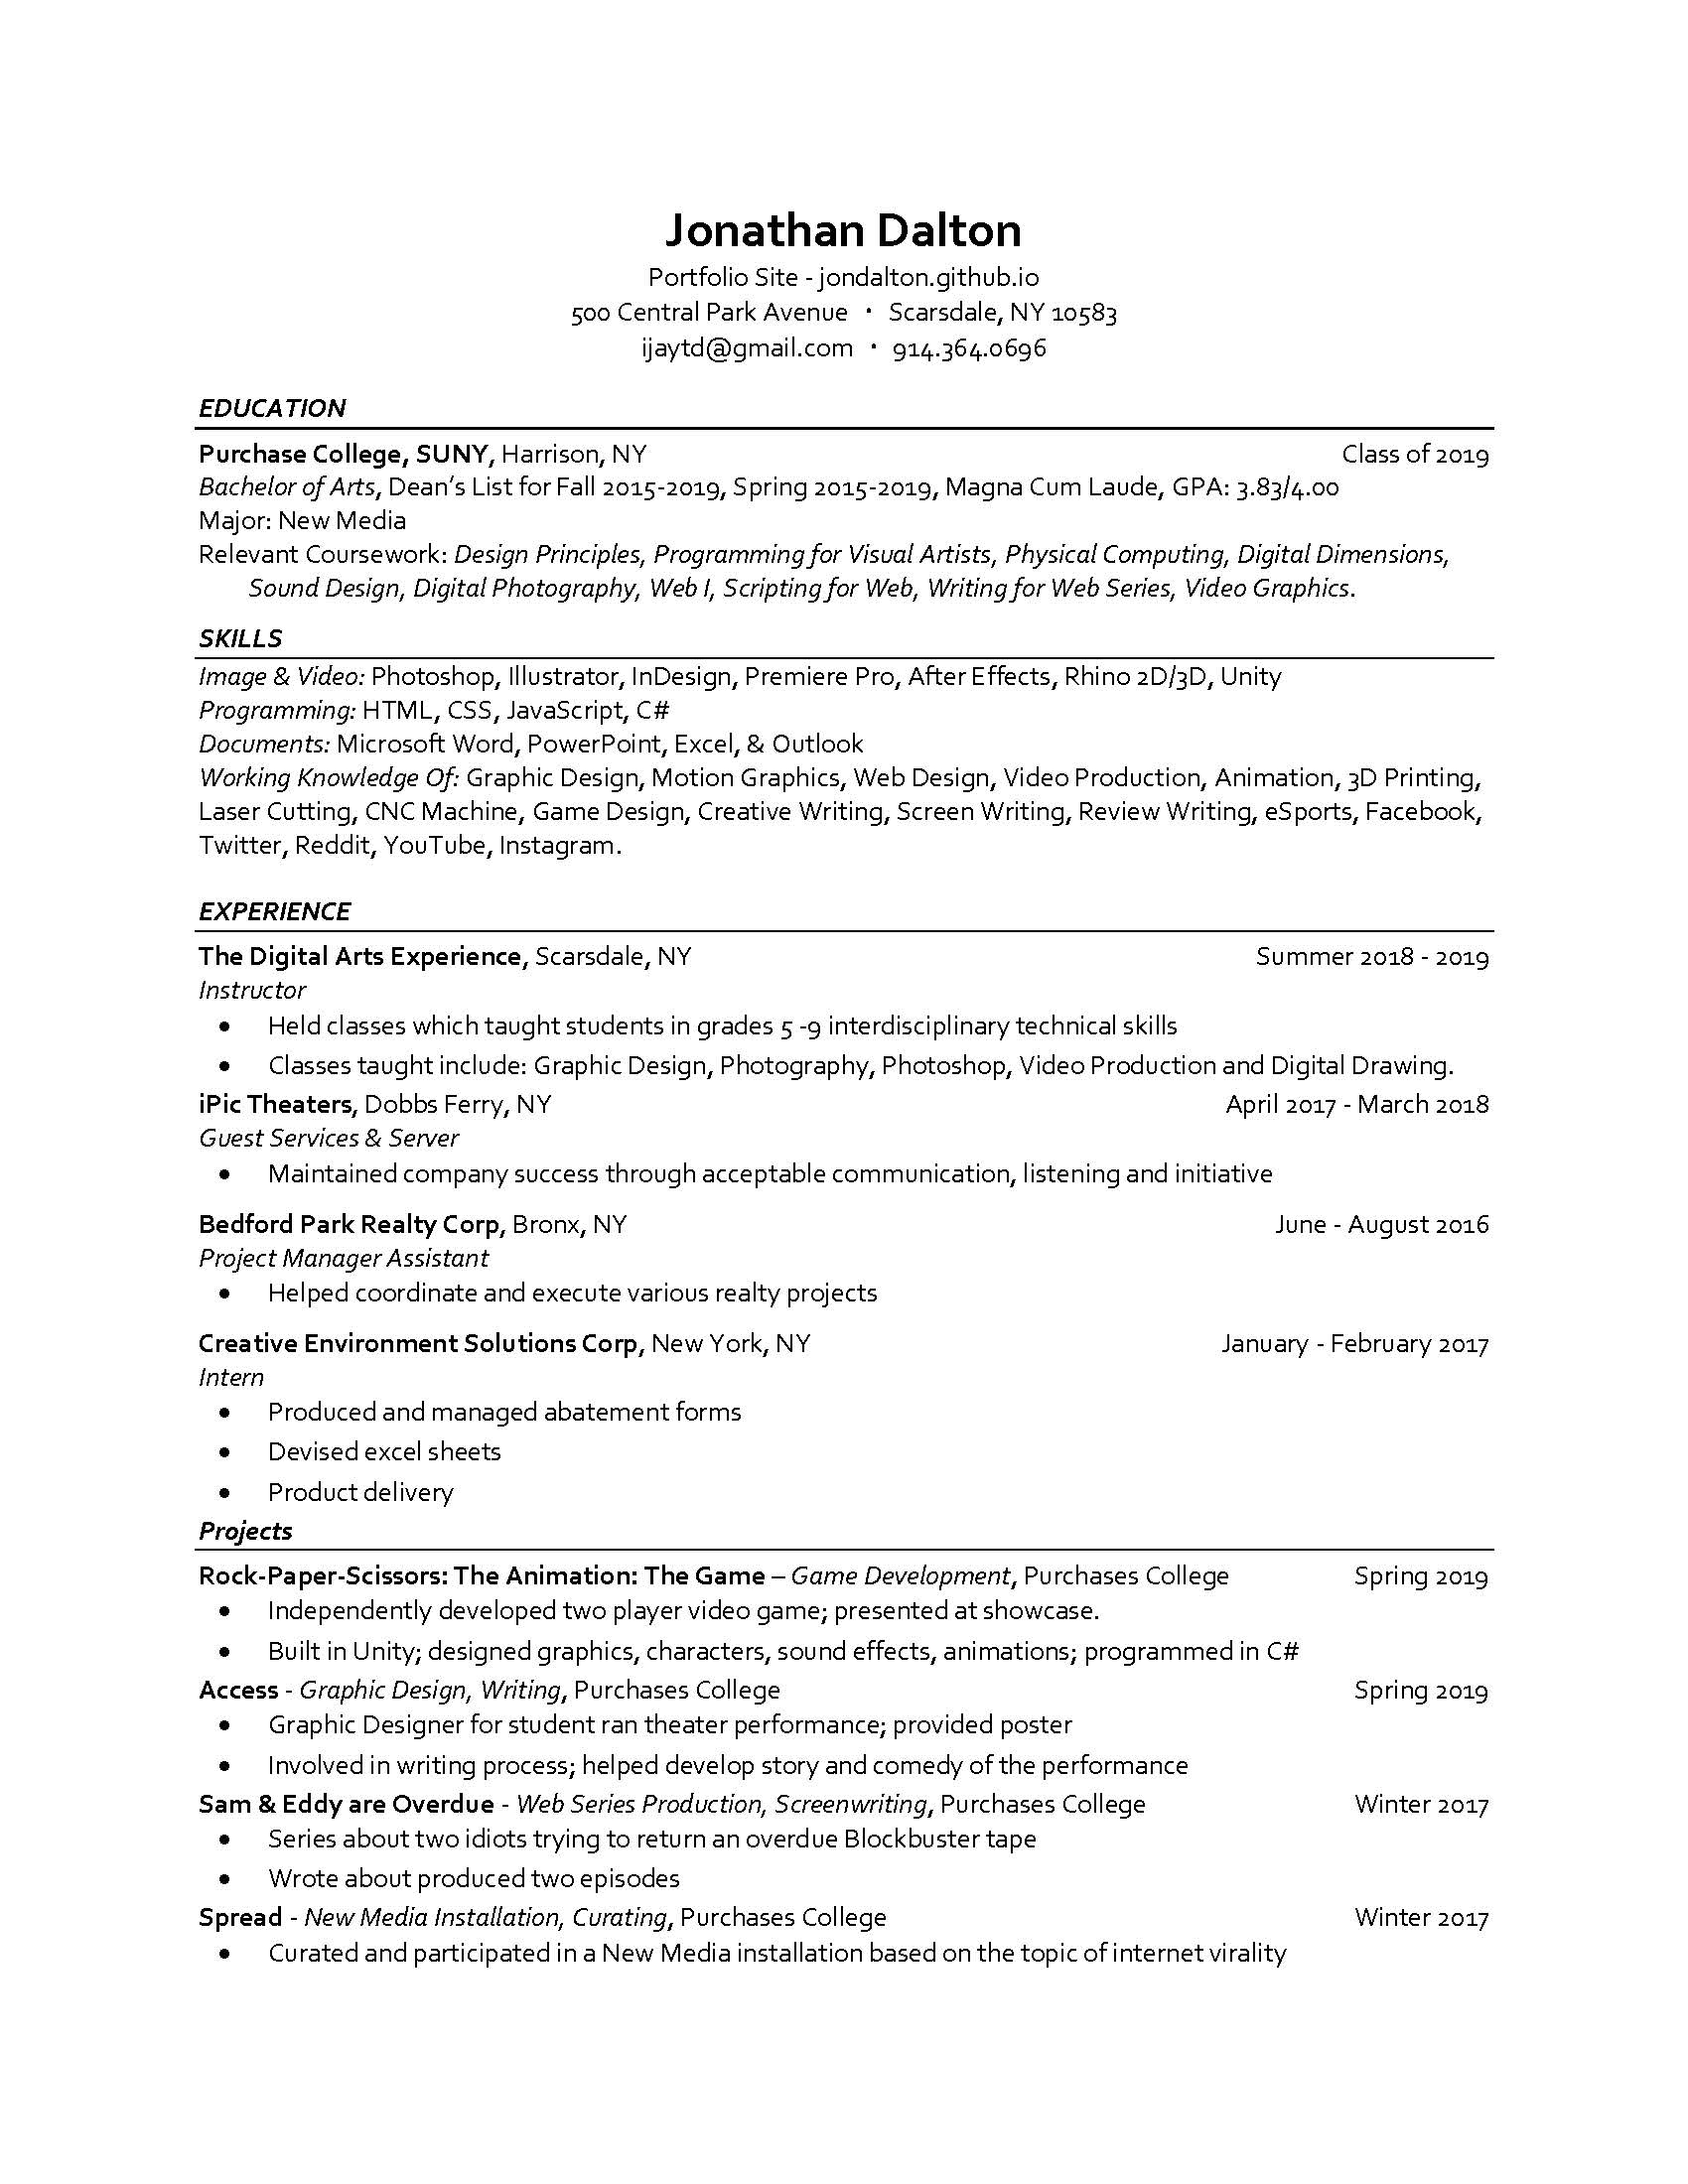 Jonathan Dalton
Portfolio Site - jondalton.github.io
500 Central Park Avenue • Scarsdale, NY 10583
ijaytd@gmail.com • 914.364.0696
EDUCATION
Purchase College, SUNY, Harrison, NY Class of 2019
Bachelor of Arts, Dean’s List for Fall 2015-2019, Spring 2015-2019, Magna Cum Laude, GPA: 3.83/4.00
Major: New Media
Relevant Coursework: Design Principles, Programming for Visual Artists, Physical Computing, Digital Dimensions,
Sound Design, Digital Photography, Web I, Scripting for Web, Writing for Web Series, Video Graphics.
SKILLS
Image & Video: Photoshop, Illustrator, InDesign, Premiere Pro, After Effects, Rhino 2D/3D, Unity
Programming: HTML, CSS, JavaScript, C#
Documents: Microsoft Word, PowerPoint, Excel, & Outlook
Working Knowledge Of: Graphic Design, Motion Graphics, Web Design, Video Production, Animation, 3D Printing,
Laser Cutting, CNC Machine, Game Design, Creative Writing, Screen Writing, Review Writing, eSports, Facebook,
Twitter, Reddit, YouTube, Instagram.
EXPERIENCE
The Digital Arts Experience, Scarsdale, NY Summer 2018 - 2019
Instructor
• Held classes which taught students in grades 5 -9 interdisciplinary technical skills
• Classes taught include: Graphic Design, Photography, Photoshop, Video Production and Digital Drawing.
iPic Theaters, Dobbs Ferry, NY April 2017 - March 2018
Guest Services & Server
• Maintained company success through acceptable communication, listening and initiative
Bedford Park Realty Corp, Bronx, NY June - August 2016
Project Manager Assistant
• Helped coordinate and execute various realty projects
Creative Environment Solutions Corp, New York, NY January - February 2017
Intern
• Produced and managed abatement forms
• Devised excel sheets
• Product delivery
Projects
Rock-Paper-Scissors: The Animation: The Game – Game Development, Purchases College Spring 2019
• Independently developed two player video game; presented at showcase.
• Built in Unity; designed graphics, characters, sound effects, animations; programmed in C#
Access - Graphic Design, Writing, Purchases College Spring 2019
• Graphic Designer for student ran theater performance; provided poster
• Involved in writing process; helped develop story and comedy of the performance
Sam & Eddy are Overdue - Web Series Production, Screenwriting, Purchases College Winter 2017
• Series about two idiots trying to return an overdue Blockbuster tape
• Wrote about produced two episodes
Spread - New Media Installation, Curating, Purchases College Winter 2017
• Curated and participated in a New Media installation based on the topic of internet virality